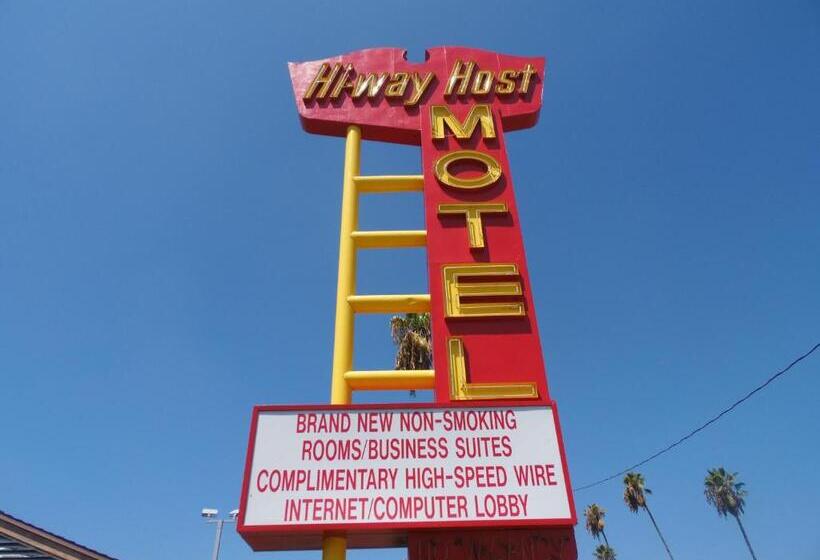 Hi-way Host
MOTEL
BRAND NEW NON-SMOKING
ROOMS/BUSINESS SUITES
COMPLIMENTARY HIGH-SPEED WIRE
INTERNET/COMPUTER LOBBY